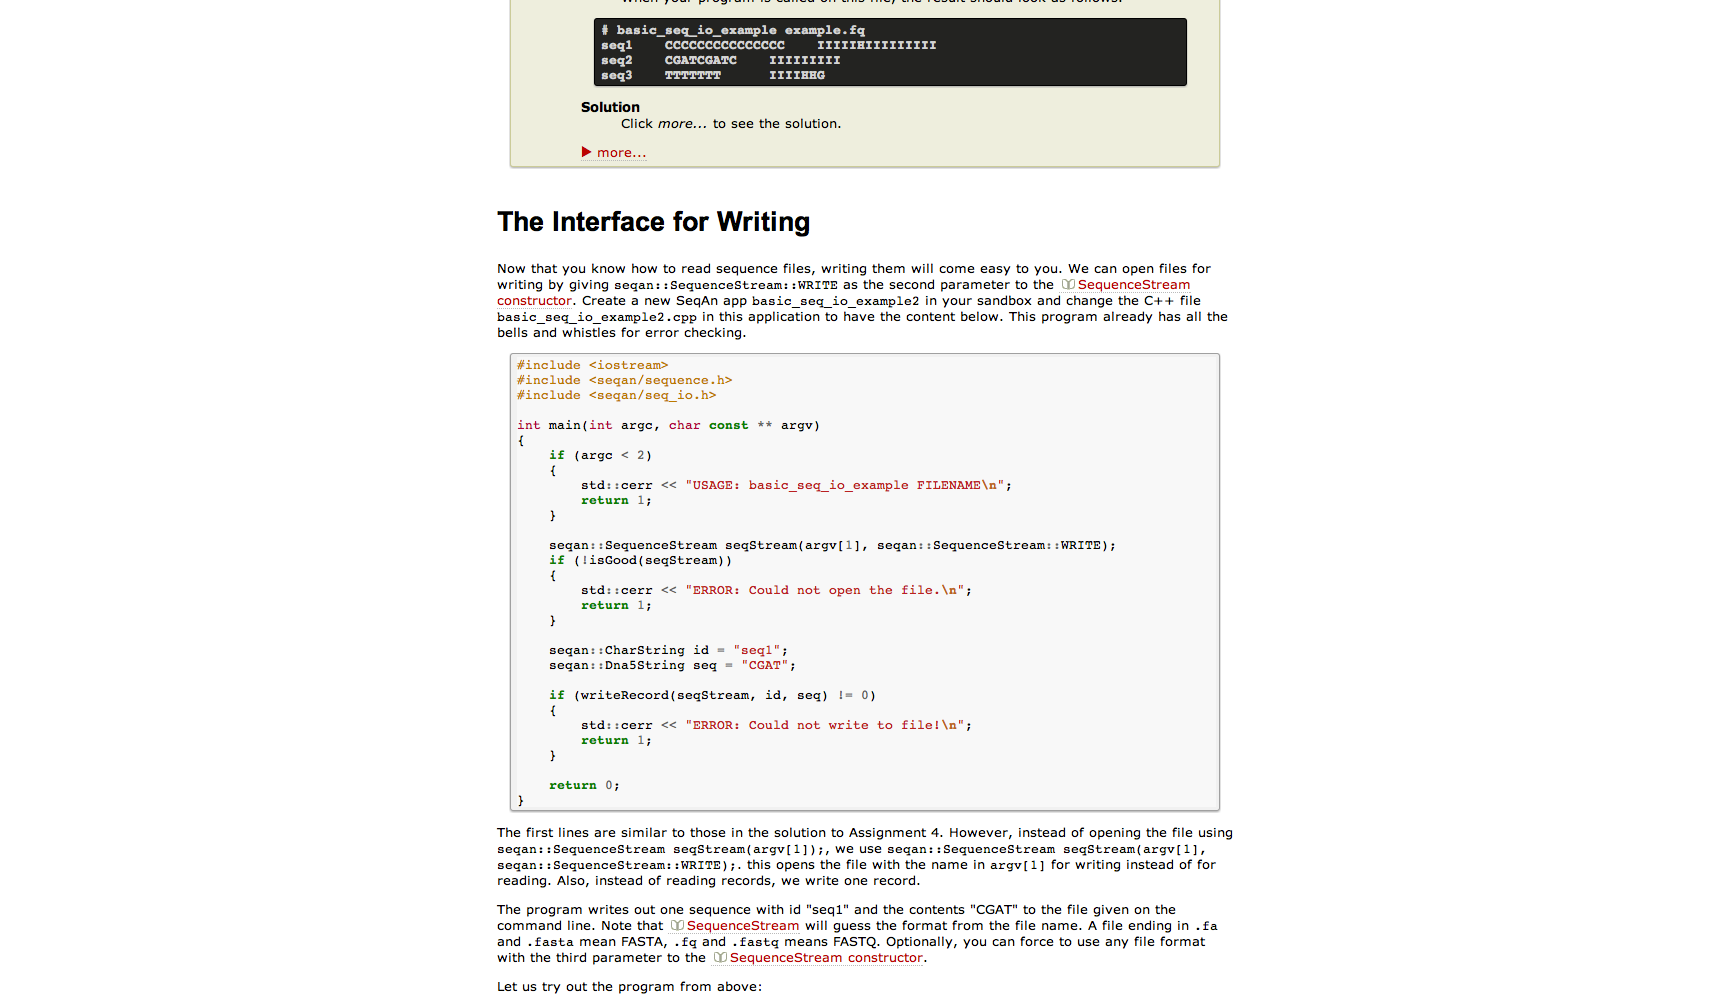 When your program is called on this file, the result should look as follows.
# basic_seq_io_example example.fq
seq1    CCCCCCCCCCCCCCC    IIIIIHIIIIIIIII
seq2    CGATCGATC    IIIIIIIII
seq3    TTTTTTT      IIIIHHG
Solution
Click more... to see the solution.
▶ more...
The Interface for Writing
Now that you know how to read sequence files, writing them will come easy to you. We can open files for
writing by giving seqan::SequenceStream::WRITE as the second parameter to the SequenceStream
constructor. Create a new SeqAn app basic_seq_io_example2 in your sandbox and change the C++ file
basic_seq_io_example2.cpp in this application to have the content below. This program already has all the
bells and whistles for error checking.
#include <iostream>
#include <seqan/sequence.h>
#include <seqan/seq_io.h>
int main(int argc, char const ** argv)
{
    if (argc < 2)
    {
        std::cerr << "USAGE: basic_seq_io_example FILENAME\n";
        return 1;
    }
    seqan::SequenceStream seqStream(argv[1], seqan::SequenceStream::WRITE);
    if (!isGood(seqStream))
    {
        std::cerr << "ERROR: Could not open the file.\n";
        return 1;
    }
    seqan::CharString id = "seq1";
    seqan::Dna5String seq = "CGAT";
    if (writeRecord(seqStream, id, seq) != 0)
    {
        std::cerr << "ERROR: Could not write to file!\n";
        return 1;
    }
    return 0;
}
The first lines are similar to those in the solution to Assignment 4. However, instead of opening the file using
seqan::SequenceStream seqStream(argv[1]);, we use seqan::SequenceStream seqStream(argv[1],
seqan::SequenceStream::WRITE);. this opens the file with the name in argv[1] for writing instead of for
reading. Also, instead of reading records, we write one record.
The program writes out one sequence with id "seq1" and the contents "CGAT" to the file given on the
command line. Note that SequenceStream will guess the format from the file name. A file ending in .fa
and .fasta mean FASTA, .fq and .fastq means FASTQ. Optionally, you can force to use any file format
with the third parameter to the SequenceStream constructor.
Let us try out the program from above: